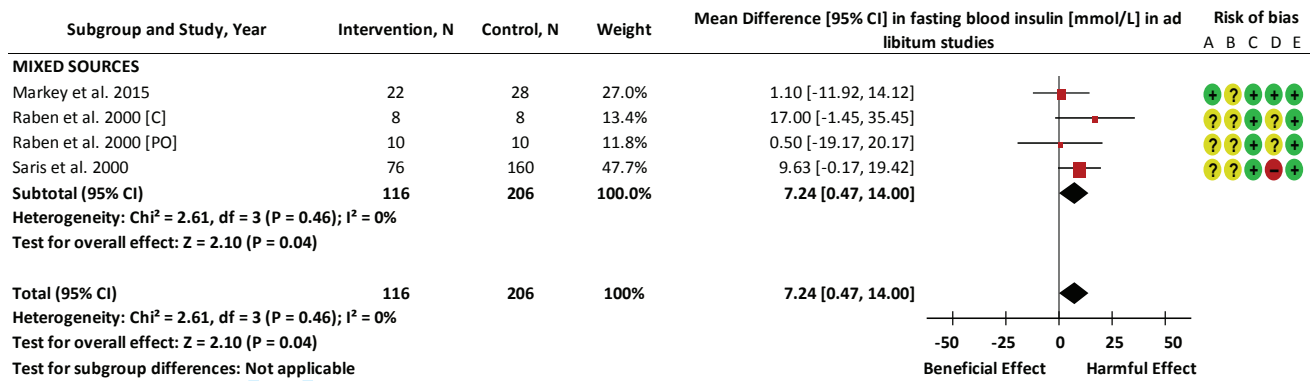 Subgroup and Study, Year Intervention, N Control, N Weight Mean Difference [95% CI] in fasting blood insulin [mmol/L] in ad libitum studies Risk of bias
A B C D E
MIXED SOURCES
Markey et al. 2015 22 28 27.0% 1.10 [-11.92, 14.12] + ? + + +
Raben et al. 2000 [C] 8 8 13.4% 17.00 [-1.45, 35.45] ? ? + ? +
Raben et al. 2000 [PO] 10 10 11.8% 0.50 [-19.17, 20.17] ? ? + ? +
Saris et al. 2000 76 160 47.7% 9.63 [-0.17, 19.42] ? ? + − +
Subtotal (95% CI) 116 206 100.0% 7.24 [0.47, 14.00]
Heterogeneity: Chi² = 2.61, df = 3 (P = 0.46); I² = 0%
Test for overall effect: Z = 2.10 (P = 0.04)
Total (95% CI) 116 206 100% 7.24 [0.47, 14.00]
Heterogeneity: Chi² = 2.61, df = 3 (P = 0.46); I² = 0%
Test for overall effect: Z = 2.10 (P = 0.04)
-50 -25 0 25 50
Test for subgroup differences: Not applicable
Beneficial Effect Harmful Effect